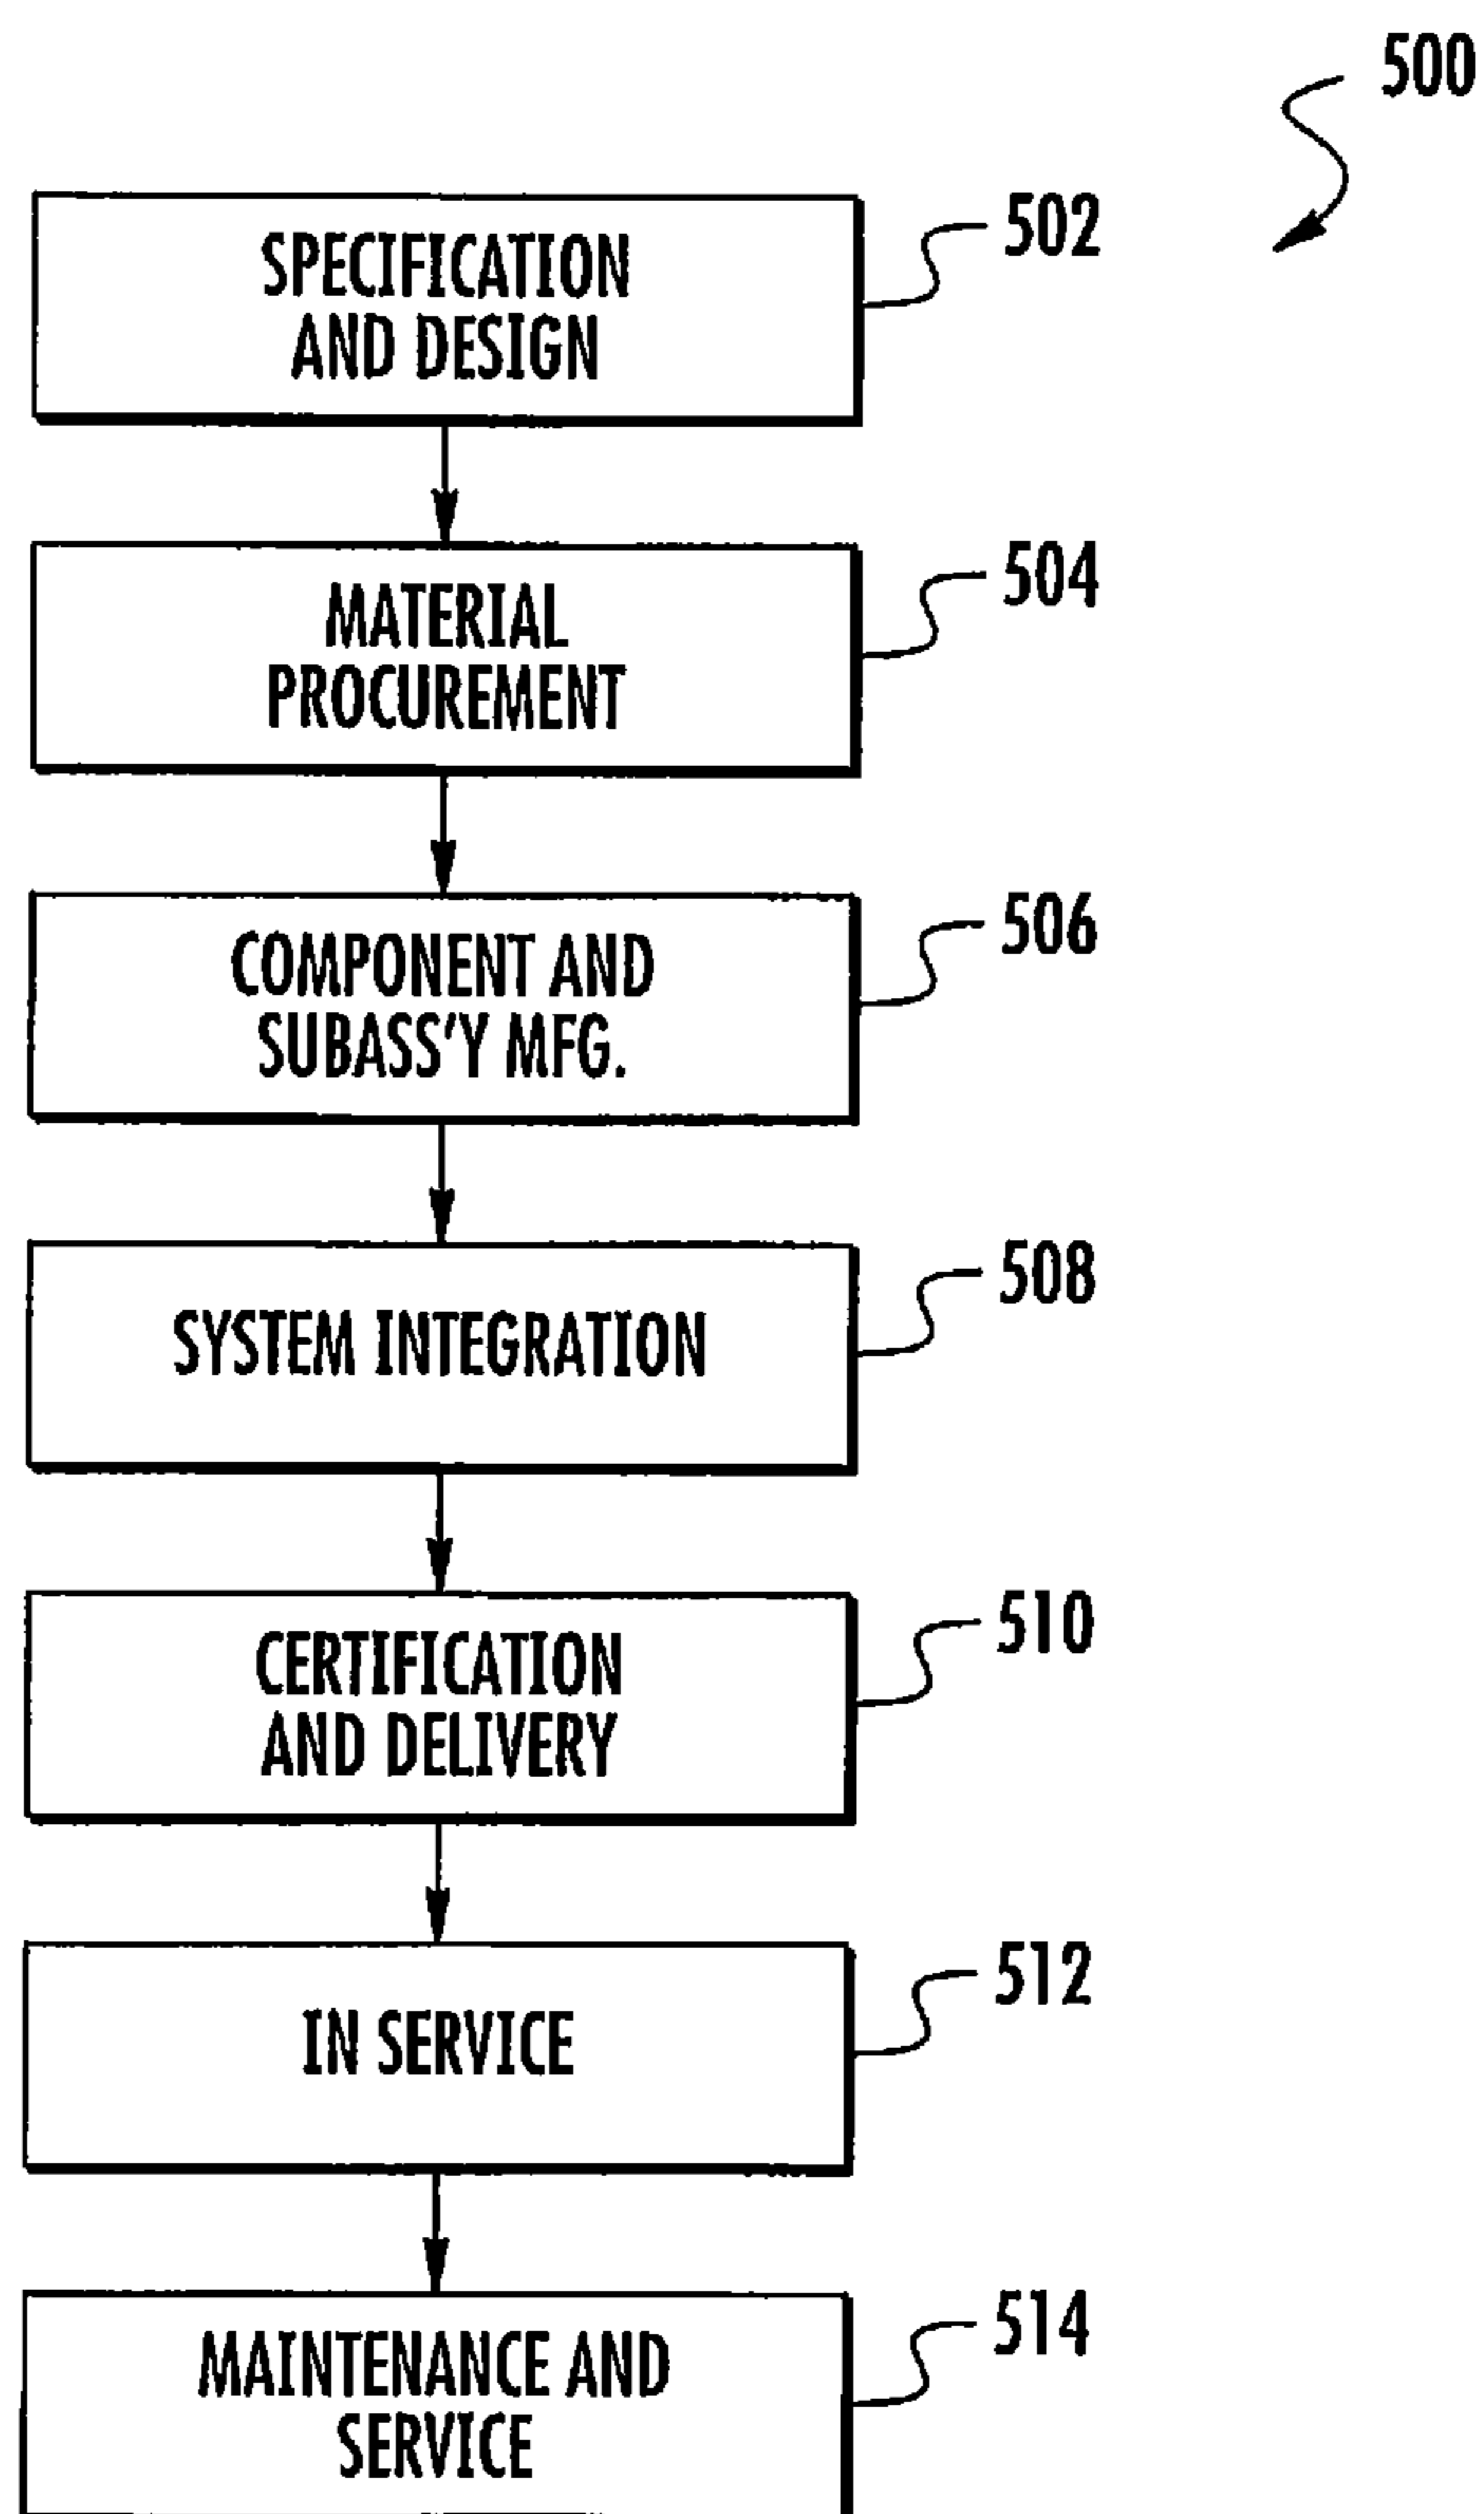 500
SPECIFICATION
AND DESIGN
502
MATERIAL
PROCUREMENT
504
COMPONENT AND
SUBASS'Y MFG.
506
SYSTEM INTEGRATION
508
CERTIFICATION
AND DELIVERY
510
IN SERVICE
512
MAINTENANCE AND
SERVICE
514